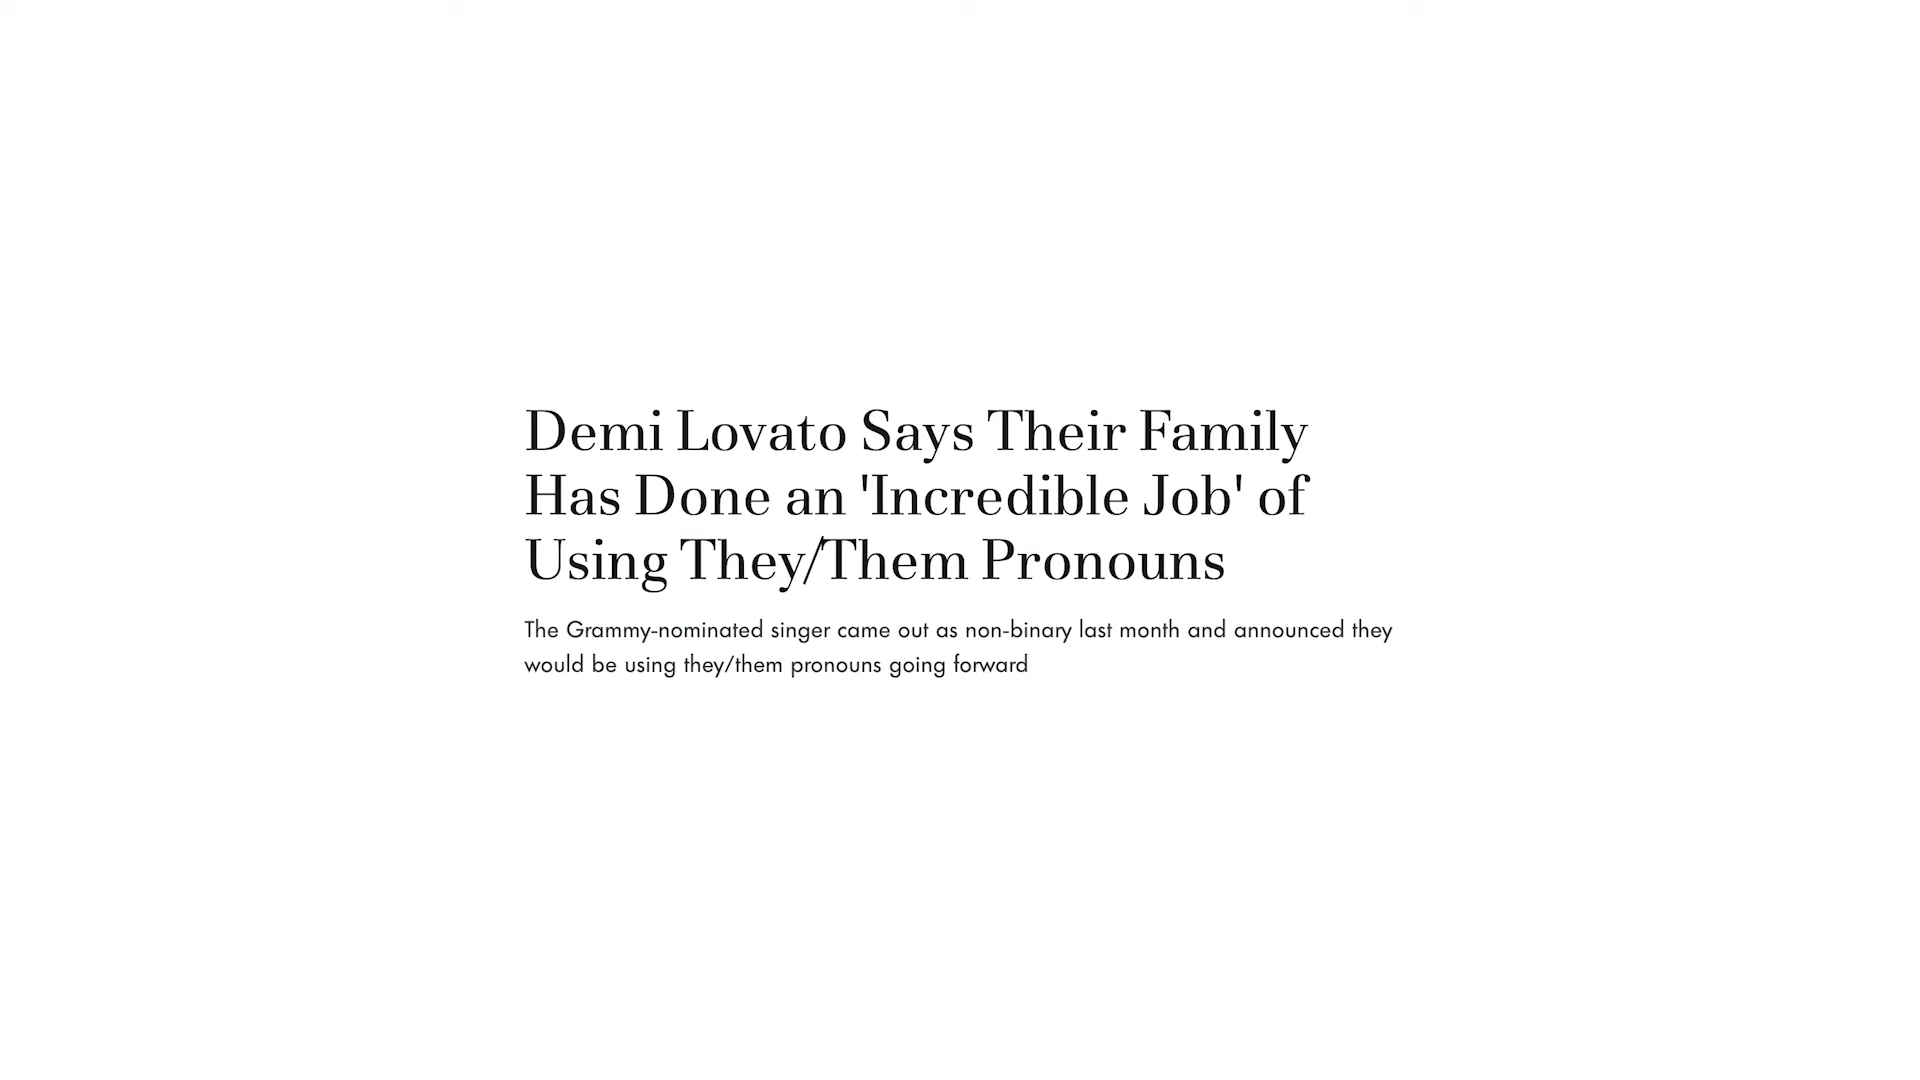 Demi Lovato Says Their Family
Has Done an 'Incredible Job' of
Using They/Them Pronouns
The Grammy-nominated singer came out as non-binary last month and announced they
would be using they/them pronouns going forward